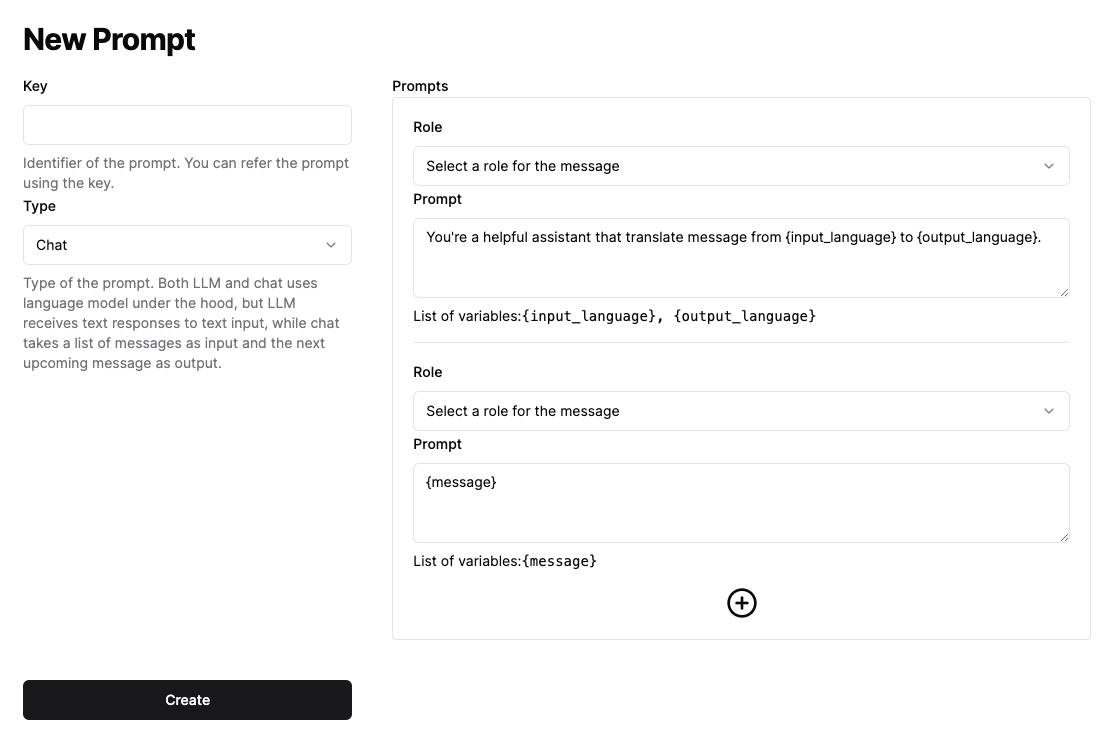 New Prompt
Key
Identifier of the prompt. You can refer the prompt
using the key.
Type
Chat
Type of the prompt. Both LLM and chat uses
language model under the hood, but LLM
receives text responses to text input, while chat
takes a list of messages as input and the next
upcoming message as output.
Prompts
Role
Select a role for the message
Prompt
You're a helpful assistant that translate message from {input_language} to {output_language}.
List of variables:{input_language}, {output_language}
Role
Select a role for the message
Prompt
{message}
List of variables:{message}
Create